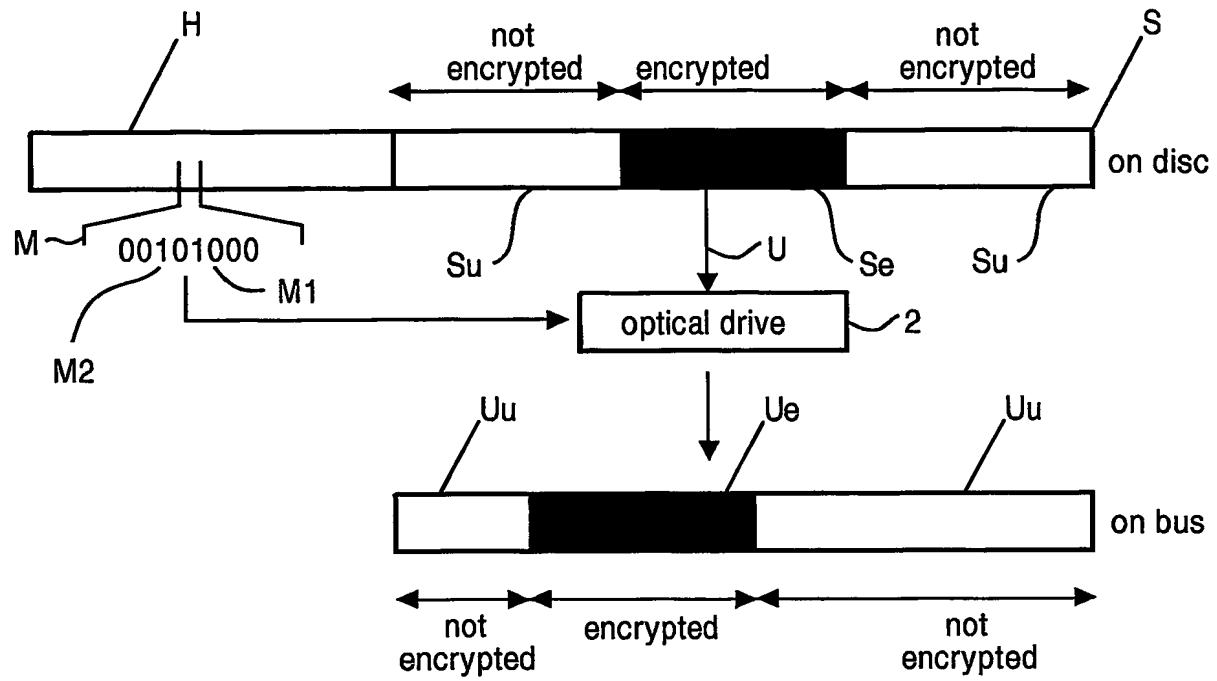 H
not encrypted
encrypted
not encrypted
S
on disc
M
00101000
M1
M2
Su
U
Se
Su
optical drive
2
Uu
Ue
Uu
on bus
not encrypted
encrypted
not encrypted